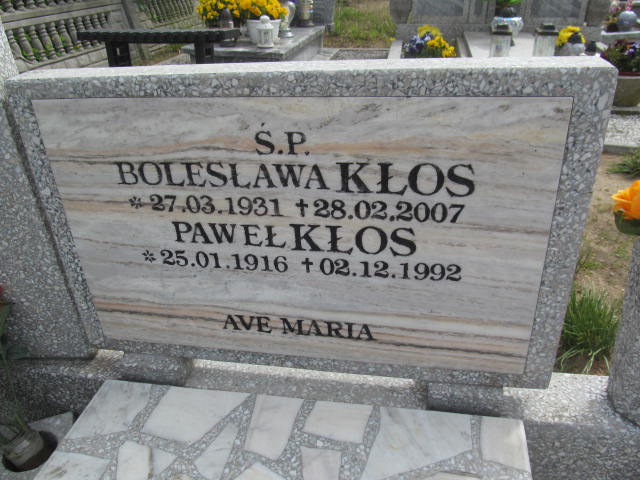 Ś.P.
BOLESŁAWA KŁOS
*27.03.1931 †28.02.2007
PAWEŁ KŁOS
*25.01.1916 †02.12.1992
AVE MARIA